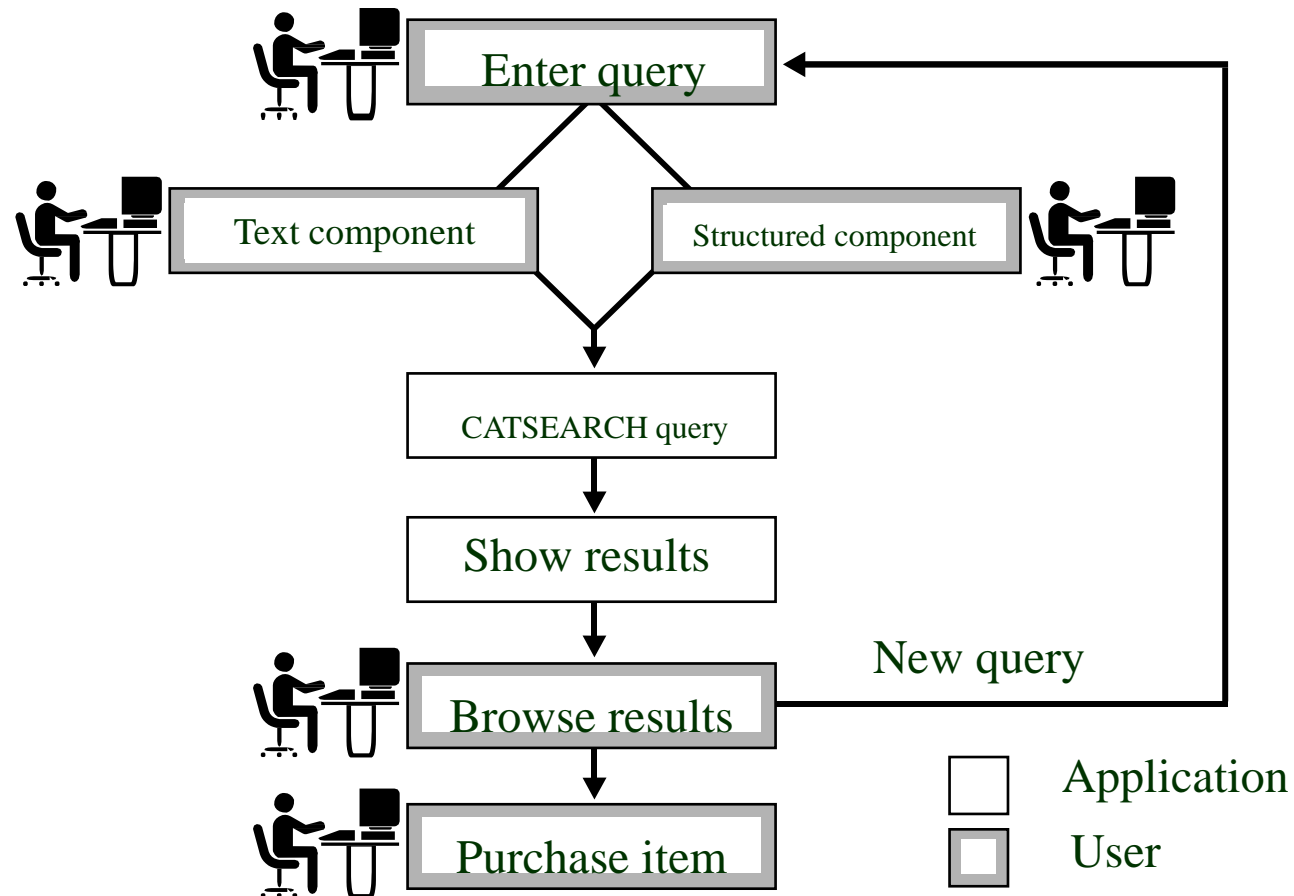 Enter query
Text component
Structured component
CATSEARCH query
Show results
Browse results
New query
Purchase item
Application
User